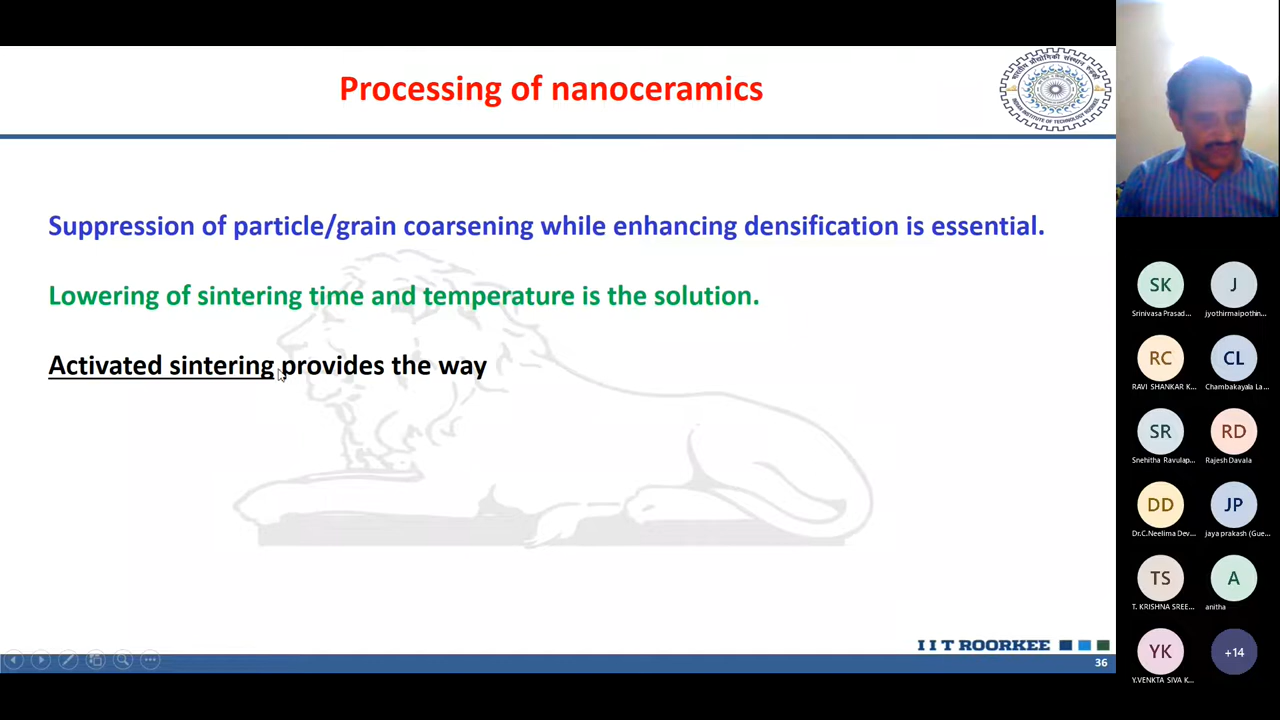 Processing of nanoceramics
Suppression of particle/grain coarsening while enhancing densification is essential.
Lowering of sintering time and temperature is the solution.
Activated sintering provides the way
I I T ROORKEE
36
SK
Srinivasa Prasad...
J
jyothirmaipothin...
RC
RAVI SHANKAR K...
CL
Chambakayala La...
SR
Snehitha Ravulap...
RD
Rajesh Davala
DD
Dr.C.Neelima Dev...
JP
jaya prakash (Gue...
TS
T. KRISHNA SREE...
A
anitha
YK
Y.VENKTA SIVA K...
+14